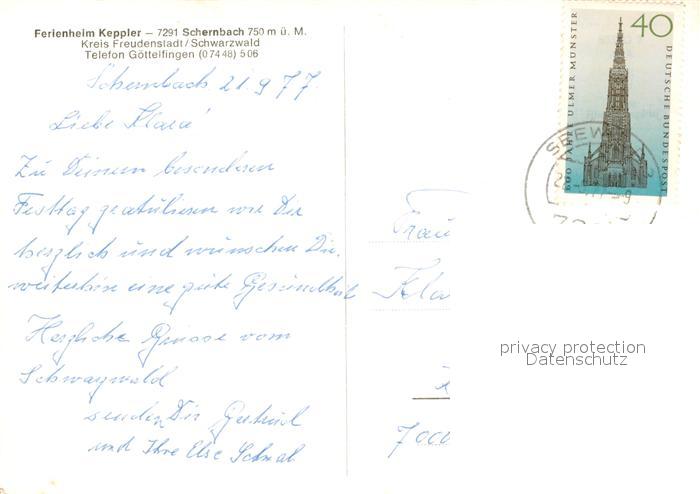 Ferienheim Keppler – 7291 Schernbach 750 m ü. M.
Kreis Freudenstadt/Schwarzwald
Telefon Göttelfingen (07448) 506
Schernbach 21.9.77.
Liebe Klara
Zu Deinem besonderen
Festtag gratulieren wir Dir
herzlich und wünschen Dir
weiterhin eine gute Gesundheit
Herzliche Grüsse vom
Schwarzwald
senden Dir Gertrud
und Ihre Else Schwab
40
600 JAHRE ULMER MÜNSTER
DEUTSCHE BUNDESPOST
SEEW
Frau
Kla
7000
privacy protection
Datenschutz